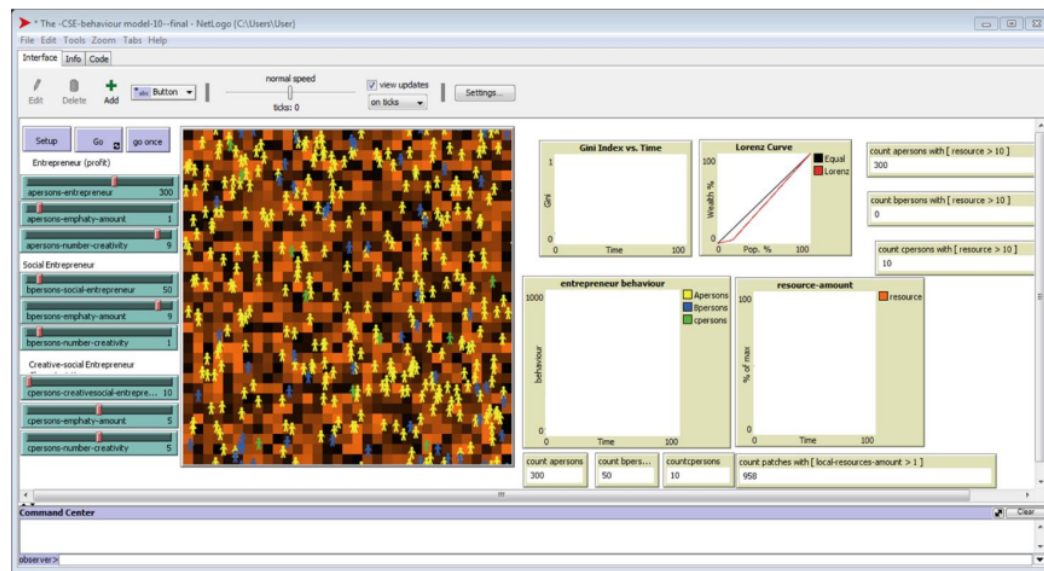 * The -CSE-behaviour model-10--final - NetLogo {C:\Users\User}
File Edit Tools Zoom Tabs Help
Interface Info Code
Edit Delete Add abc Button
normal speed
ticks: 0
view updates
on ticks
Settings...
Setup Go go once
Entrepreneur (profit)
apersons-entrepreneur 300
apersons-emphaty-amount 1
apersons-number-creativity 9
Social Entrepreneur
bpersons-social-entrepreneur 50
bpersons-emphaty-amount 9
bpersons-number-creativity 1
Creative-social Entrepreneur
cpersons-creativesocial-entrepre... 10
cpersons-emphaty-amount 5
cpersons-number-creativity 5
Gini Index vs. Time
1
Gini
0
0 Time 100
Lorenz Curve
100
Wealth %
0
0 Pop. % 100
Equal
Lorenz
count apersons with [ resource > 10 ]
300
count bpersons with [ resource > 10 ]
0
count cpersons with [ resource > 10 ]
10
entrepreneur behaviour
1000
behaviour
0
0 Time 100
Apersons
Bpersons
cpersons
resource-amount
100
% of max
0
0 Time 100
resource
count apersons
300
count bpers...
50
countcpersons
10
count patches with [ local-resources-amount > 1 ]
958
Command Center
Clear
observer>